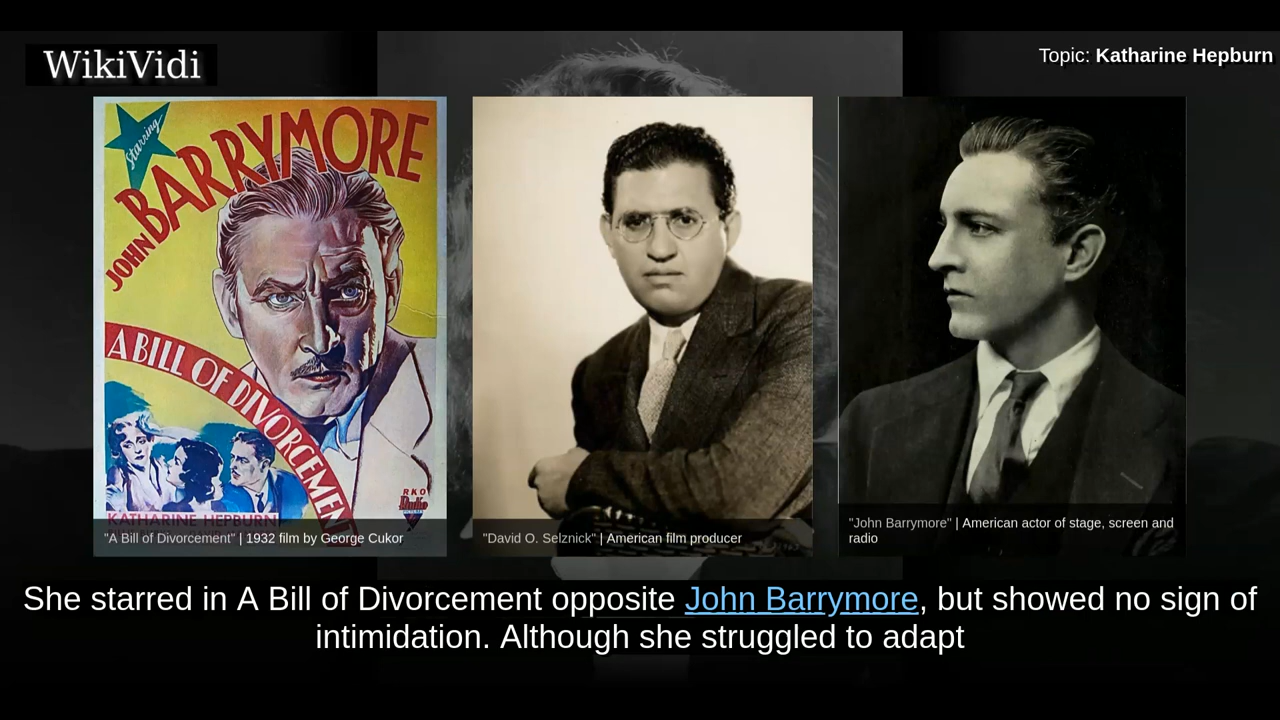 WikiVidi
Topic: Katharine Hepburn
Starring
JOHN BARRYMORE
A BILL OF DIVORCEMENT
KATHARINE HEPBURN
RKO
Radio
PICTURES
"A Bill of Divorcement" | 1932 film by George Cukor
"David O. Selznick" | American film producer
"John Barrymore" | American actor of stage, screen and
radio
She starred in A Bill of Divorcement opposite John Barrymore, but showed no sign of
intimidation. Although she struggled to adapt